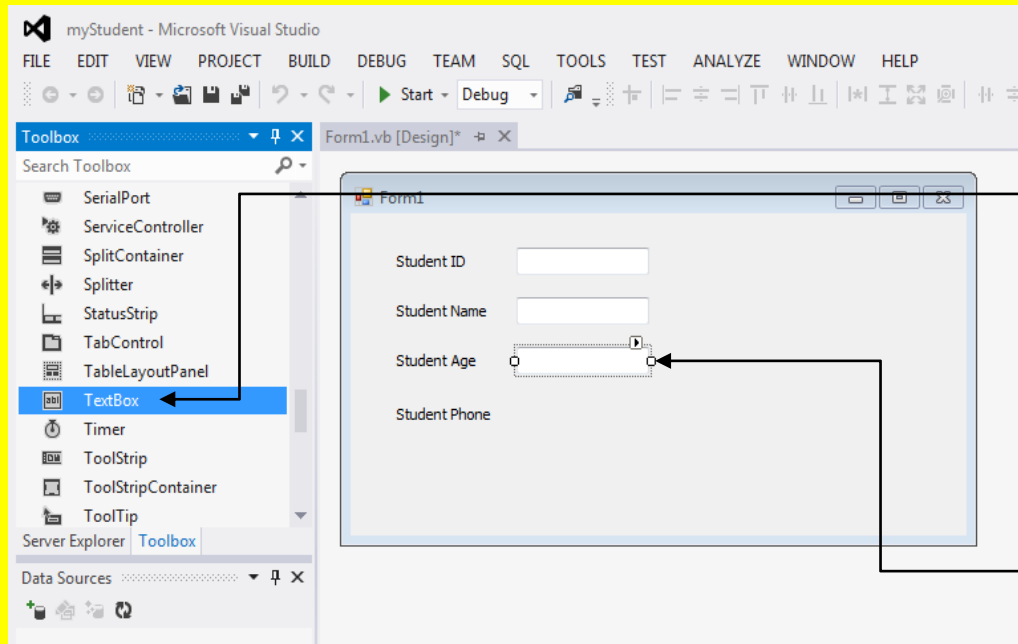 myStudent - Microsoft Visual Studio
FILE EDIT VIEW PROJECT BUILD DEBUG TEAM SQL TOOLS TEST ANALYZE WINDOW HELP
Start Debug
Toolbox
Form1.vb [Design]*
Search Toolbox
SerialPort
ServiceController
SplitContainer
Splitter
StatusStrip
TabControl
TableLayoutPanel
abl TextBox
Timer
ToolStrip
ToolStripContainer
ToolTip
Server Explorer Toolbox
Data Sources
Form1
Student ID
Student Name
Student Age
Student Phone